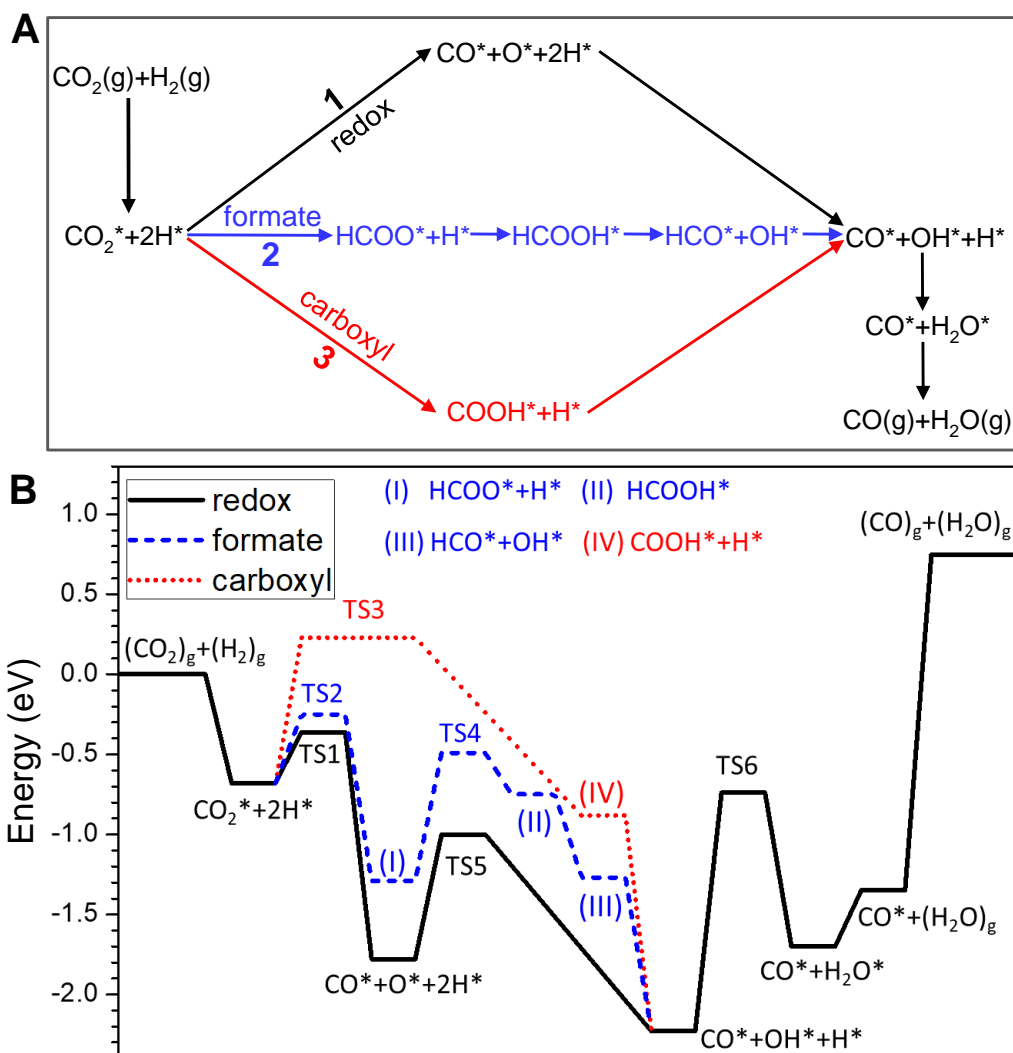 A
CO₂(g)+H₂(g)
CO*+O*+2H*
1
redox
CO₂*+2H*
formate
2
HCOO*+H*
HCOOH*
HCO*+OH*
CO*+OH*+H*
carboxyl
3
COOH*+H*
CO*+H₂O*
CO(g)+H₂O(g)
B
redox
formate
carboxyl
(I) HCOO*+H* (II) HCOOH*
(III) HCO*+OH* (IV) COOH*+H*
(CO)g+(H₂O)g
1.0
0.5
0.0
-0.5
-1.0
-1.5
-2.0
Energy (eV)
(CO₂)g+(H₂)g
TS3
TS2
TS1
CO₂*+2H*
TS4
(I)
TS5
(II)
(IV)
(III)
TS6
CO*+O*+2H*
CO*+OH*+H*
CO*+H₂O*
CO*+(H₂O)g